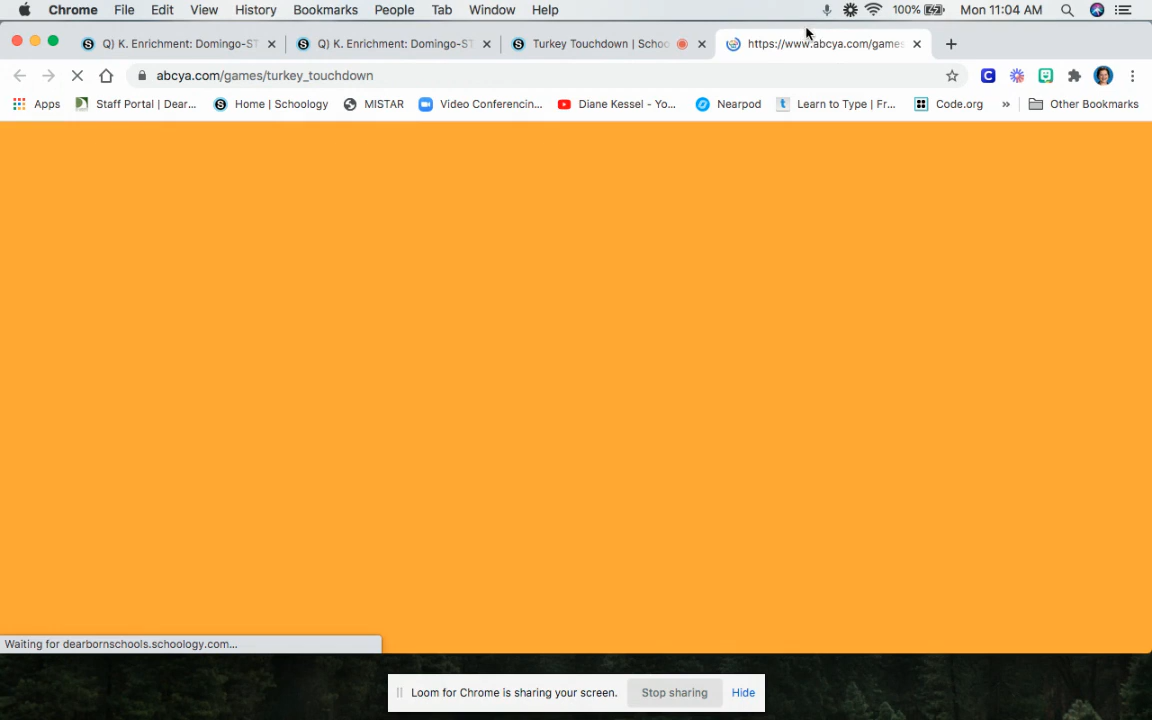 Chrome File Edit View History Bookmarks People Tab Window Help 100% Mon 11:04 AM
Q) K. Enrichment: Domingo-ST Q) K. Enrichment: Domingo-ST Turkey Touchdown | Schoo https://www.abcya.com/games
abcya.com/games/turkey_touchdown
Apps Staff Portal | Dear... Home | Schoology MISTAR Video Conferencin... Diane Kessel - Yo... Nearpod Learn to Type | Fr... Code.org » Other Bookmarks
Waiting for dearbornschools.schoology.com...
Loom for Chrome is sharing your screen. Stop sharing Hide